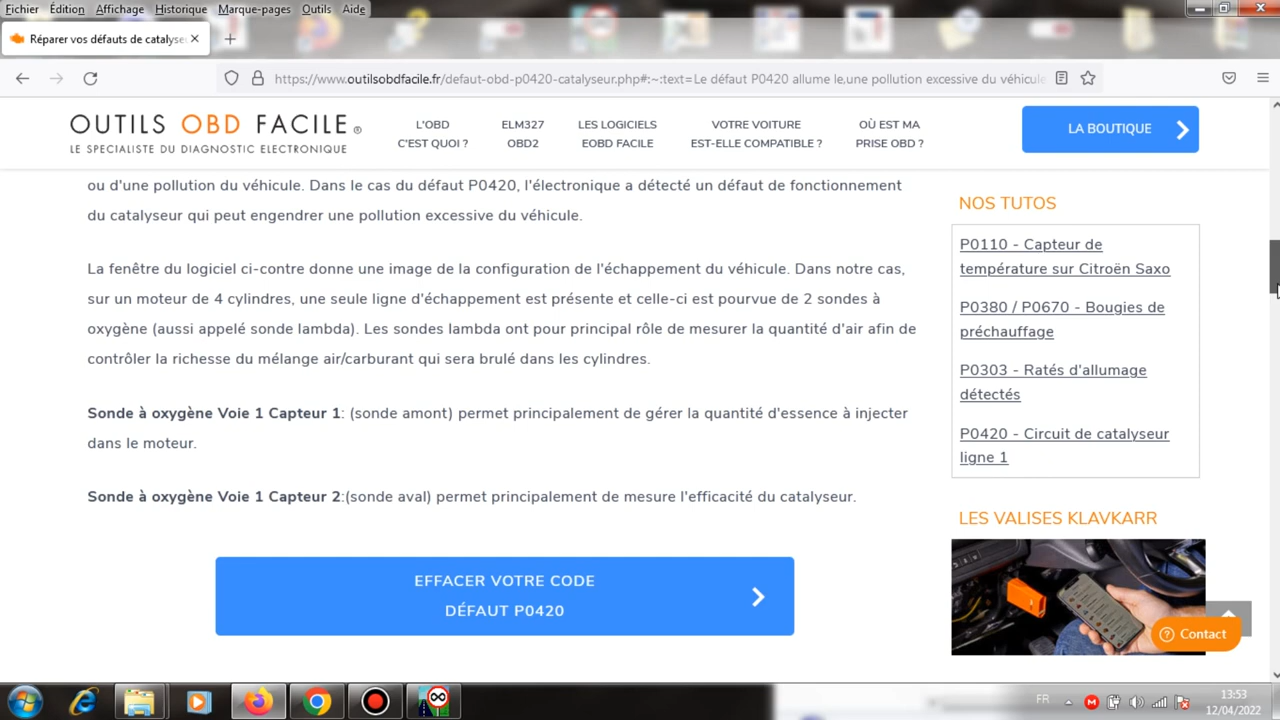 Fichier Édition Affichage Historique Marque-pages Outils Aide
Réparer vos défauts de catalyse
https://www.outilsobdfacile.fr/defaut-obd-p0420-catalyseur.php#:~:text=Le défaut P0420 allume le,une pollution excessive du véhicule
OUTILS OBD FACILE®
LE SPECIALISTE DU DIAGNOSTIC ELECTRONIQUE
L'OBD
C'EST QUOI ?
ELM327
OBD2
LES LOGICIELS
EOBD FACILE
VOTRE VOITURE
EST-ELLE COMPATIBLE ?
OÙ EST MA
PRISE OBD ?
LA BOUTIQUE
ou d'une pollution du véhicule. Dans le cas du défaut P0420, l'électronique a détecté un défaut de fonctionnement
du catalyseur qui peut engendrer une pollution excessive du véhicule.
La fenêtre du logiciel ci-contre donne une image de la configuration de l'échappement du véhicule. Dans notre cas,
sur un moteur de 4 cylindres, une seule ligne d'échappement est présente et celle-ci est pourvue de 2 sondes à
oxygène (aussi appelé sonde lambda). Les sondes lambda ont pour principal rôle de mesurer la quantité d'air afin de
contrôler la richesse du mélange air/carburant qui sera brulé dans les cylindres.
Sonde à oxygène Voie 1 Capteur 1: (sonde amont) permet principalement de gérer la quantité d'essence à injecter
dans le moteur.
Sonde à oxygène Voie 1 Capteur 2:(sonde aval) permet principalement de mesure l'efficacité du catalyseur.
EFFACER VOTRE CODE
DÉFAUT P0420
NOS TUTOS
P0110 - Capteur de
température sur Citroën Saxo
P0380 / P0670 - Bougies de
préchauffage
P0303 - Ratés d'allumage
détectés
P0420 - Circuit de catalyseur
ligne 1
LES VALISES KLAVKARR
Contact
FR
13:53
12/04/2022